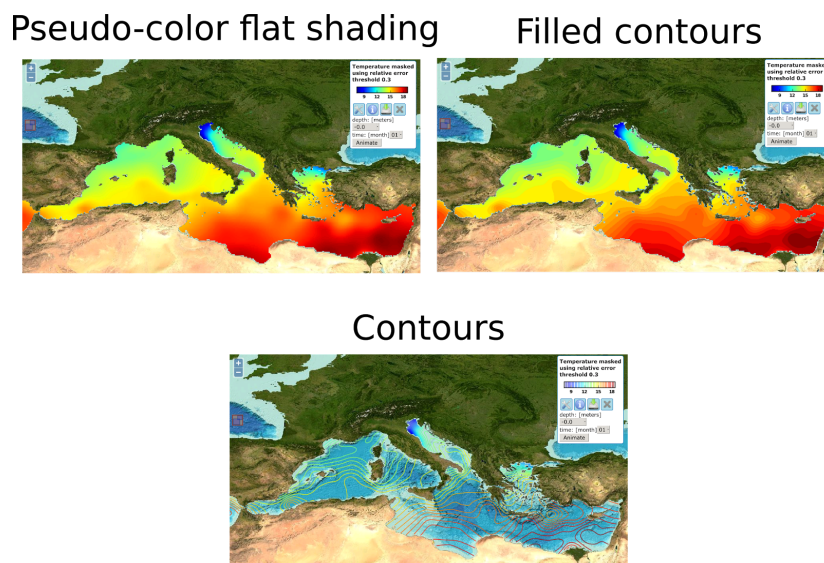 Pseudo-color flat shading
Filled contours
Temperature masked
using relative error
threshold 0.3
9 12 15 18
depth: [meters]
-0.0
time: [month] 01
Animate
Temperature masked
using relative error
threshold 0.3
9 12 15 18
depth: [meters]
-0.0
time: [month] 01
Animate
Contours
Temperature masked
using relative error
threshold 0.3
9 12 15 18
depth: [meters]
-0.0
time: [month] 01
Animate